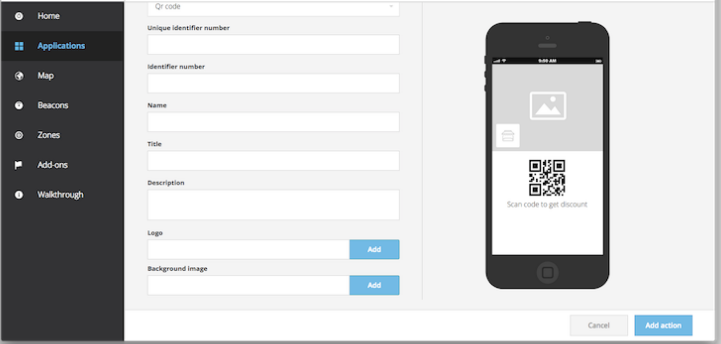 Home
Applications
Map
Beacons
Zones
Add-ons
Walkthrough
Qr code
Unique identifier number
Identifier number
Name
Title
Description
Logo
Add
Background image
Add
9:00 AM
Scan code to get discount
Cancel
Add action